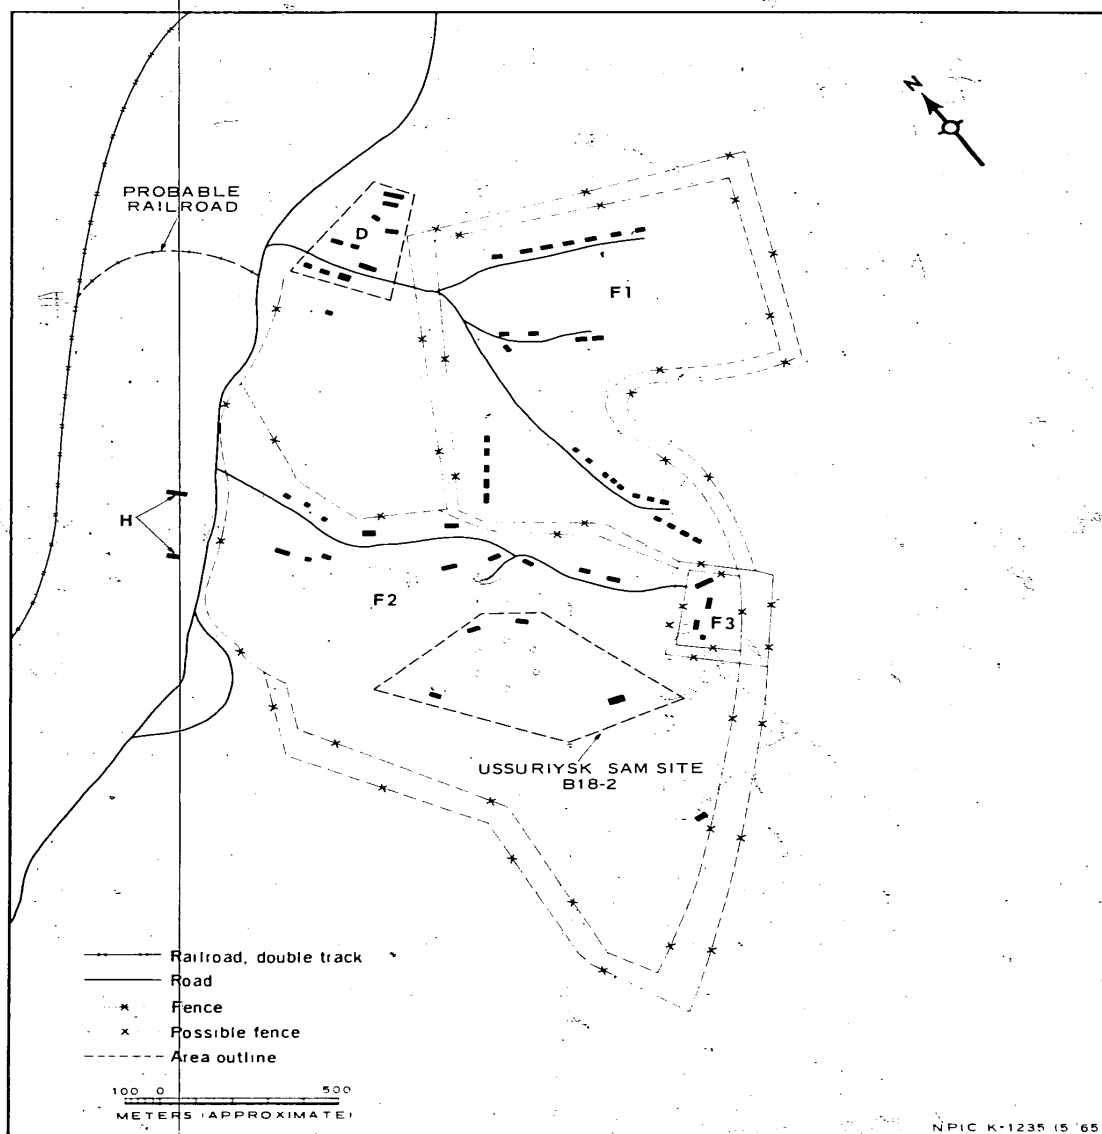 N
PROBABLE
RAILROAD
D
F1
H
F2
F3
USSURIYSK SAM SITE
B18-2
Railroad, double track
Road
Fence
Possible fence
Area outline
100 0 500
METERS (APPROXIMATE)
NPIC K-1235 (5/65